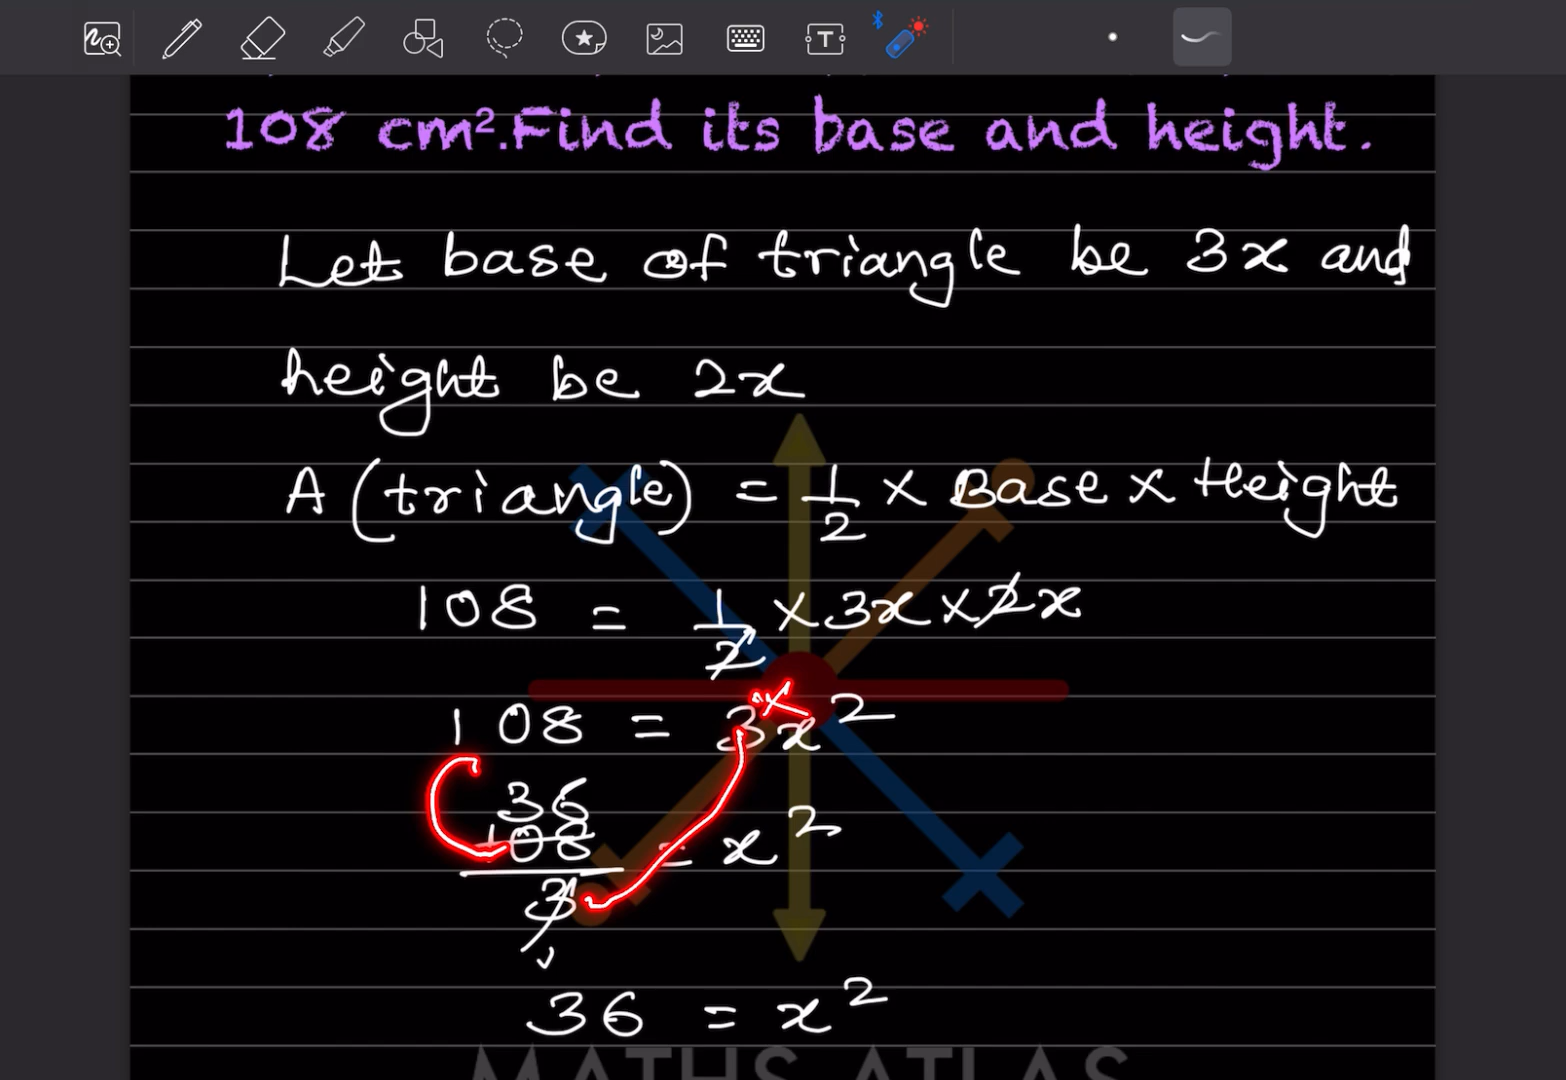 108 cm².Find its base and height.
Let base of triangle be 3x and
height be 2x
A (triangle) = 1/2 × Base × Height
108 = 1/2 × 3x × 2x
108 = 3x²
36
108/3 = x²
36 = x²
MATHS ATLAS